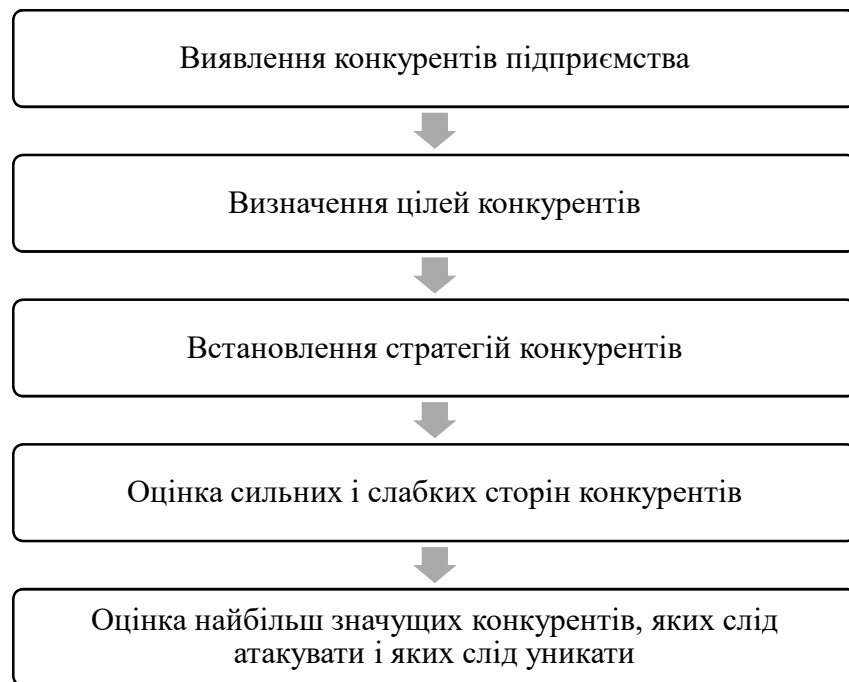 Виявлення конкурентів підприємства
Визначення цілей конкурентів
Встановлення стратегій конкурентів
Оцінка сильних і слабких сторін конкурентів
Оцінка найбільш значущих конкурентів, яких слід
атакувати і яких слід уникати